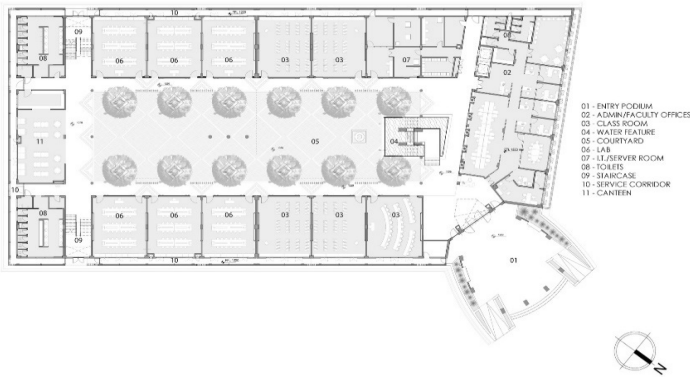 10
09
08
06
06
06
03
03
07
08
02
11
05
04
10
08
09
06
06
06
03
03
03
10
01
01 - ENTRY PODIUM
02 - ADMIN/FACULTY OFFICES
03 - CLASS ROOM
04 - WATER FEATURE
05 - COURTYARD
06 - LAB
07 - I.T./SERVER ROOM
08 - TOILETS
09 - STAIRCASE
10 - SERVICE CORRIDOR
11 - CANTEEN
N